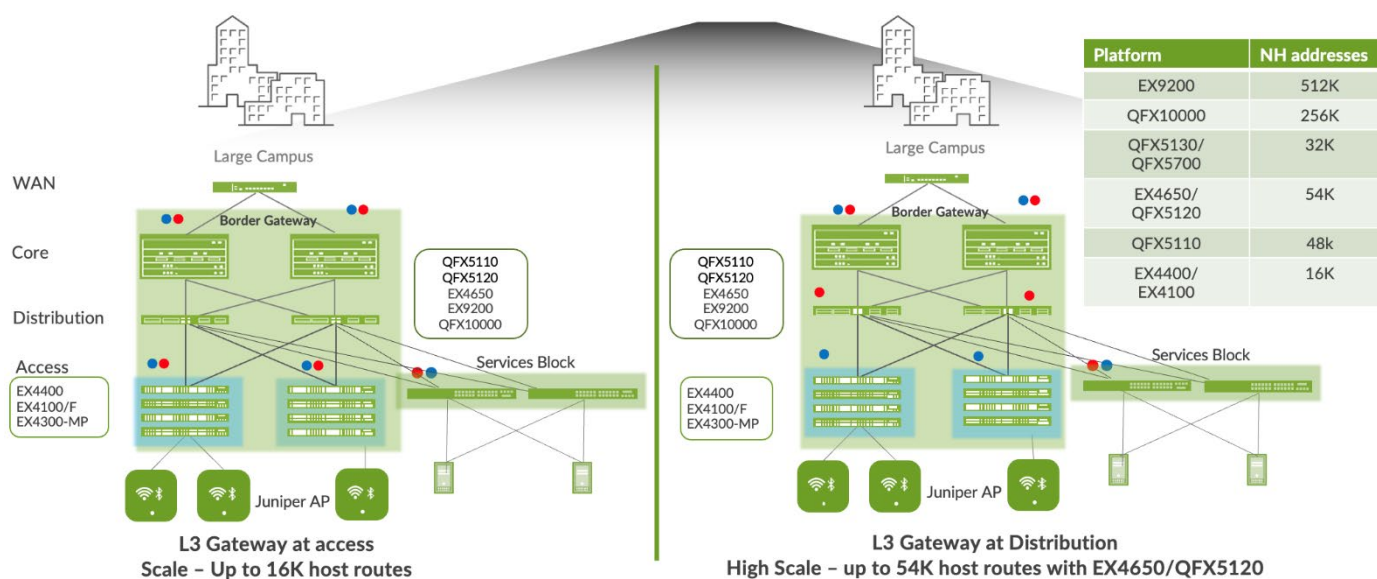 Large Campus
WAN
Border Gateway
Core
QFX5110
QFX5120
EX4650
EX9200
QFX10000
Distribution
Access
EX4400
EX4100/F
EX4300-MP
Services Block
Juniper AP
L3 Gateway at access
Scale – Up to 16K host routes
Large Campus
Border Gateway
QFX5110
QFX5120
EX4650
EX9200
QFX10000
EX4400
EX4100/F
EX4300-MP
Services Block
Juniper AP
L3 Gateway at Distribution
High Scale – up to 54K host routes with EX4650/QFX5120
Platform NH addresses
EX9200 512K
QFX10000 256K
QFX5130/ 32K
QFX5700
EX4650/ 54K
QFX5120
QFX5110 48k
EX4400/ 16K
EX4100